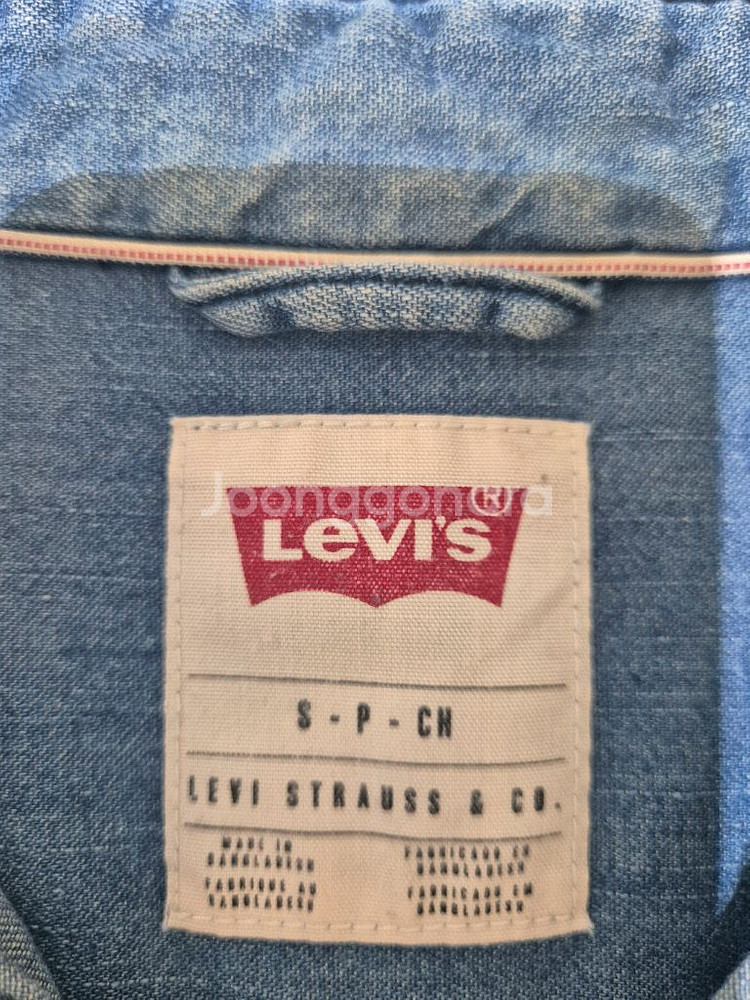 Joonggonara
LEVI'S ®
S - P - CH
LEVI STRAUSS & CO.
MADE IN
BANGLADESH
FABRIQUE AU
BANGLADESH
FABRICADO EN
BANGLADESH
FABRICADO EM
BANGLADESH